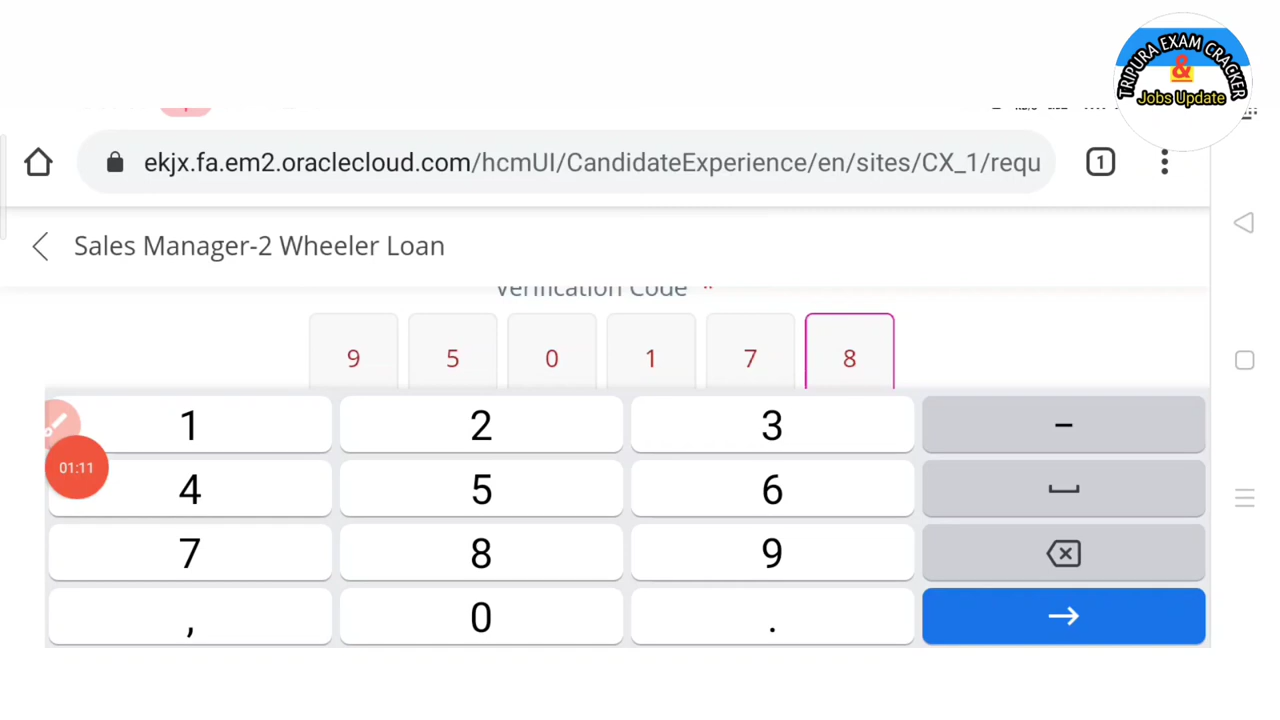 TRIPURA EXAM CRACKER
&
Jobs Update
ekjx.fa.em2.oraclecloud.com/hcmUI/CandidateExperience/en/sites/CX_1/requ
1
Sales Manager-2 Wheeler Loan
Verification Code *
9 5 0 1 7 8
1 2 3 –
01:11
4 5 6
7 8 9
, 0 .